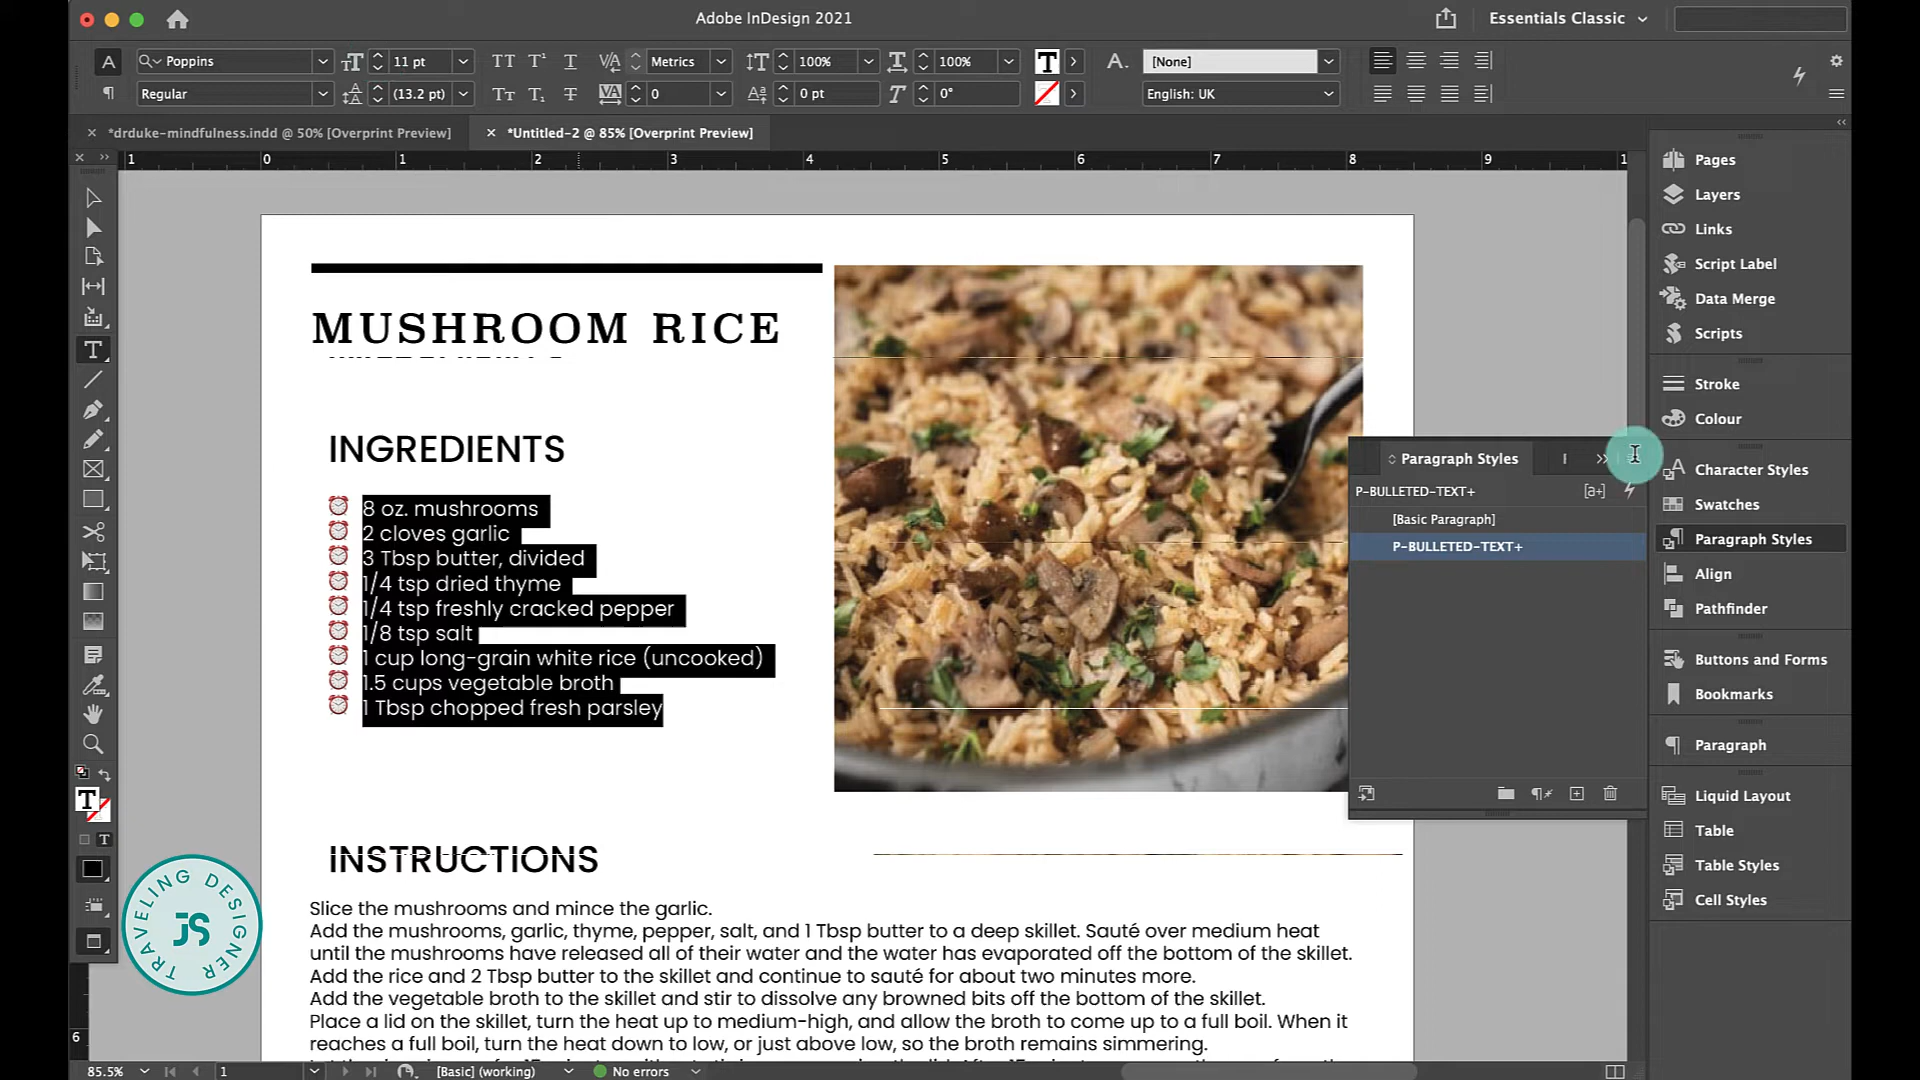 Adobe InDesign 2021
Essentials Classic
Poppins
11 pt
Metrics
100%
100%
[None]
Regular
(13.2 pt)
0
0 pt
0°
English: UK
*drduke-mindfulness.indd @ 50% [Overprint Preview]
*Untitled-2 @ 85% [Overprint Preview]
1 0 1 2 3 4 5 6 7 8 9 1
MUSHROOM RICE
INGREDIENTS
8 oz. mushrooms
2 cloves garlic
3 Tbsp butter, divided
1/4 tsp dried thyme
1/4 tsp freshly cracked pepper
1/8 tsp salt
1 cup long-grain white rice (uncooked)
1.5 cups vegetable broth
1 Tbsp chopped fresh parsley
INSTRUCTIONS
Slice the mushrooms and mince the garlic.
Add the mushrooms, garlic, thyme, pepper, salt, and 1 Tbsp butter to a deep skillet. Sauté over medium heat
until the mushrooms have released all of their water and the water has evaporated off the bottom of the skillet.
Add the rice and 2 Tbsp butter to the skillet and continue to sauté for about two minutes more.
Add the vegetable broth to the skillet and stir to dissolve any browned bits off the bottom of the skillet.
Place a lid on the skillet, turn the heat up to medium-high, and allow the broth to come up to a full boil. When it
reaches a full boil, turn the heat down to low, or just above low, so the broth remains simmering.
Paragraph Styles
P-BULLETED-TEXT+
[a+]
[Basic Paragraph]
P-BULLETED-TEXT+
Pages
Layers
Links
Script Label
Data Merge
Scripts
Stroke
Colour
Character Styles
Swatches
Paragraph Styles
Align
Pathfinder
Buttons and Forms
Bookmarks
Paragraph
Liquid Layout
Table
Table Styles
Cell Styles
TRAVELING DESIGNER
JS
6
85.5%
1
[Basic] (working)
No errors